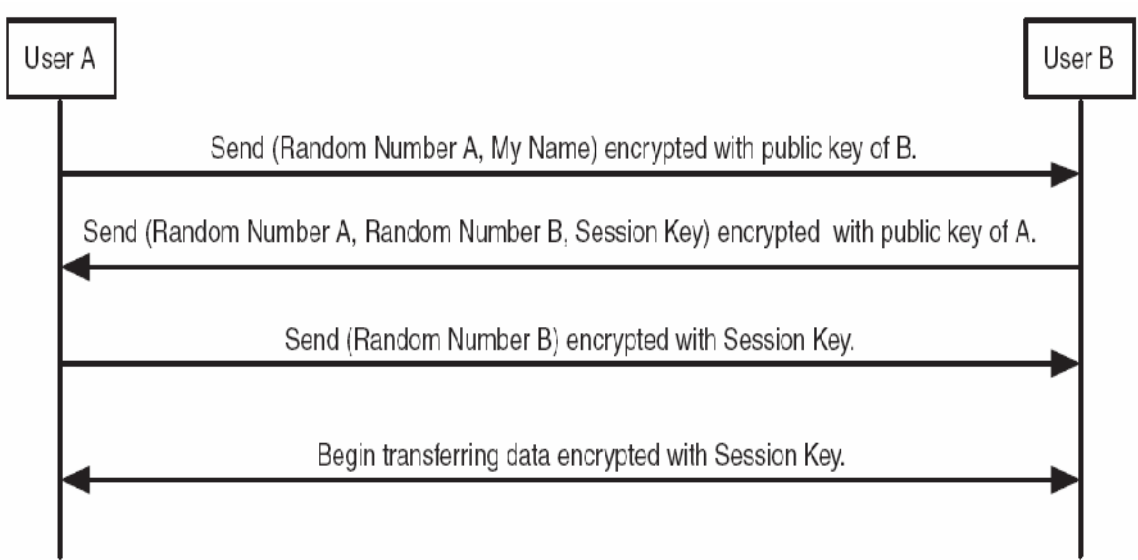 User A
User B
Send (Random Number A, My Name) encrypted with public key of B.
Send (Random Number A, Random Number B, Session Key) encrypted with public key of A.
Send (Random Number B) encrypted with Session Key.
Begin transferring data encrypted with Session Key.